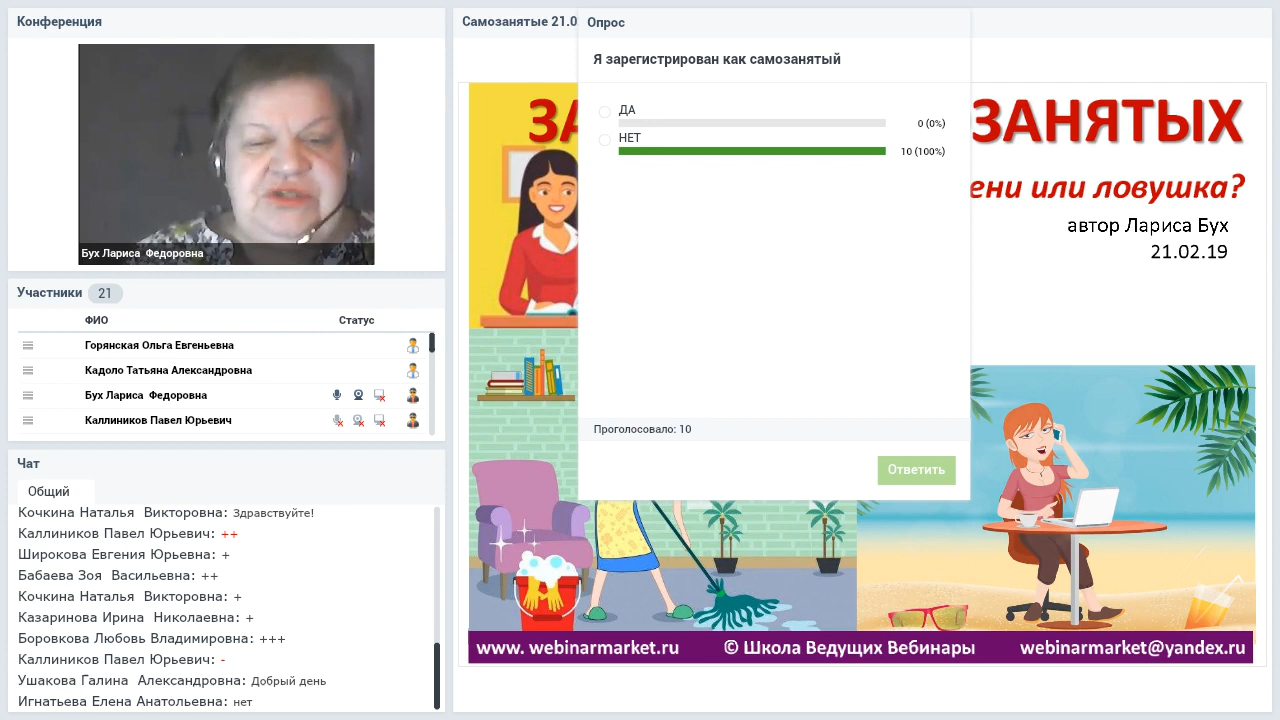 Конференция
Бух Лариса  Федоровна
Участники 21
ФИО Статус
Горянская Ольга Евгеньевна
Кадоло Татьяна Александровна
Бух Лариса  Федоровна
Каллиников Павел Юрьевич
Чат
Общий
Кочкина Наталья  Викторовна: Здравствуйте!
Каллиников Павел Юрьевич: ++
Широкова Евгения Юрьевна: +
Бабаева Зоя  Васильевна: ++
Кочкина Наталья  Викторовна: +
Казаринова Ирина  Николаевна: +
Боровкова Любовь Владимировна: +++
Каллиников Павел Юрьевич: -
Ушакова Галина  Александровна: Добрый день
Игнатьева Елена Анатольевна: нет
Самозанятые 21.0
Опрос
Я зарегистрирован как самозанятый
ДА
0 (0%)
НЕТ
10 (100%)
Проголосовало: 10
Ответить
ЗА
ЗАНЯТЫХ
ени или ловушка?
автор Лариса Бух
21.02.19
www. webinarmarket.ru © Школа Ведущих Вебинары webinarmarket@yandex.ru